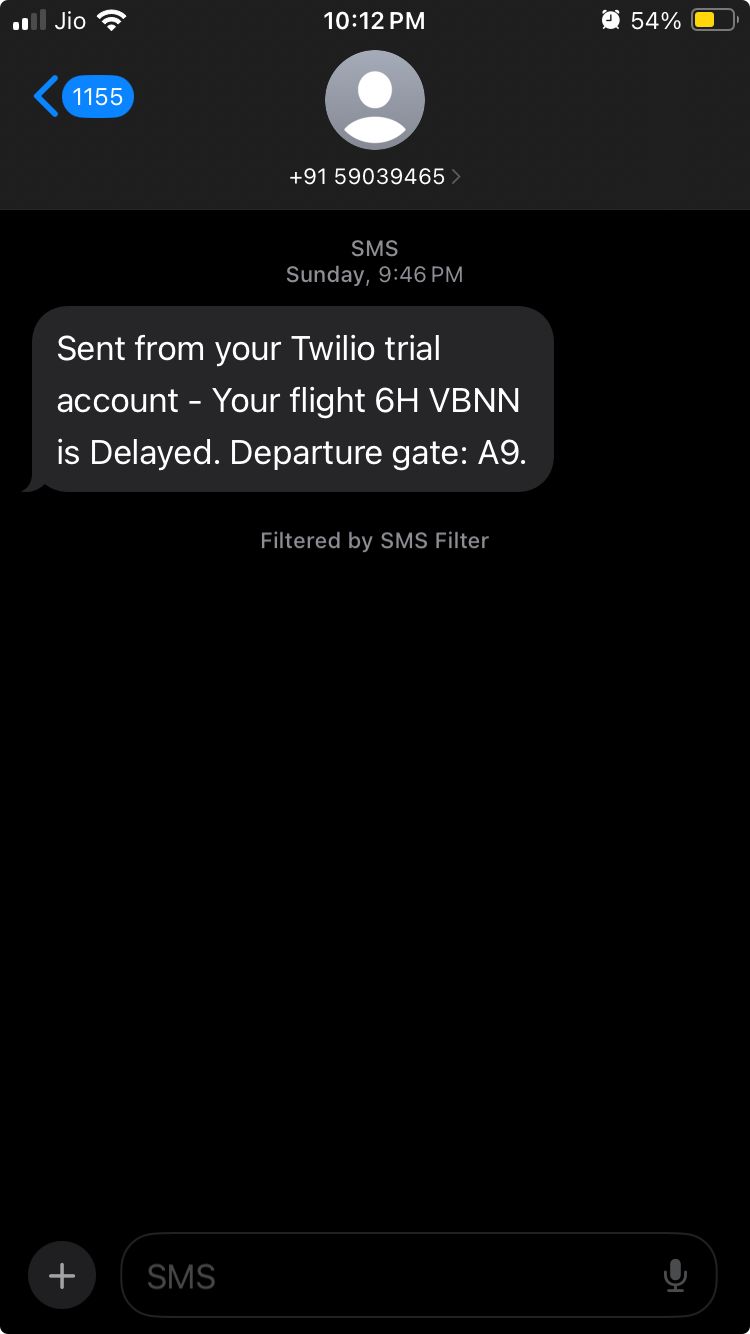 Jio 10:12 PM 54%
1155
+91 59039465
SMS
Sunday, 9:46 PM
Sent from your Twilio trial
account - Your flight 6H VBNN
is Delayed. Departure gate: A9.
Filtered by SMS Filter
SMS